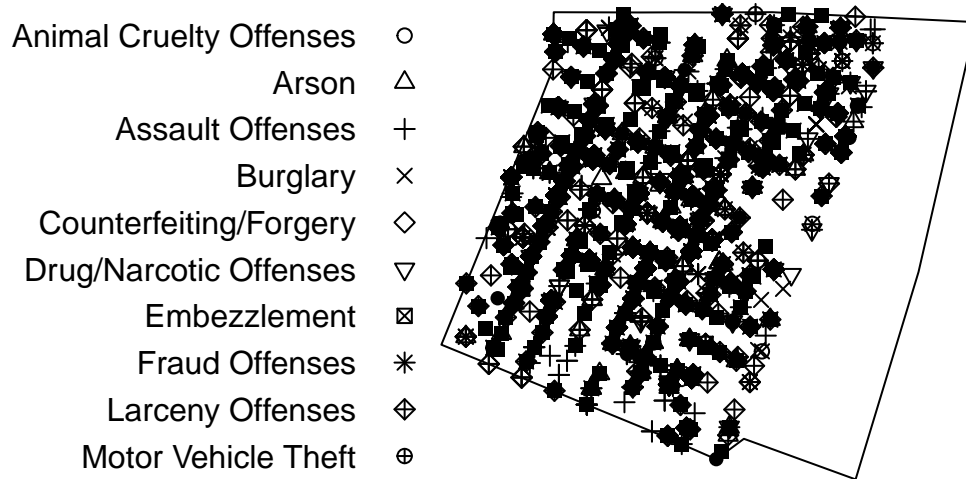 Animal Cruelty Offenses
Arson
Assault Offenses
Burglary
Counterfeiting/Forgery
Drug/Narcotic Offenses
Embezzlement
Fraud Offenses
Larceny Offenses
Motor Vehicle Theft